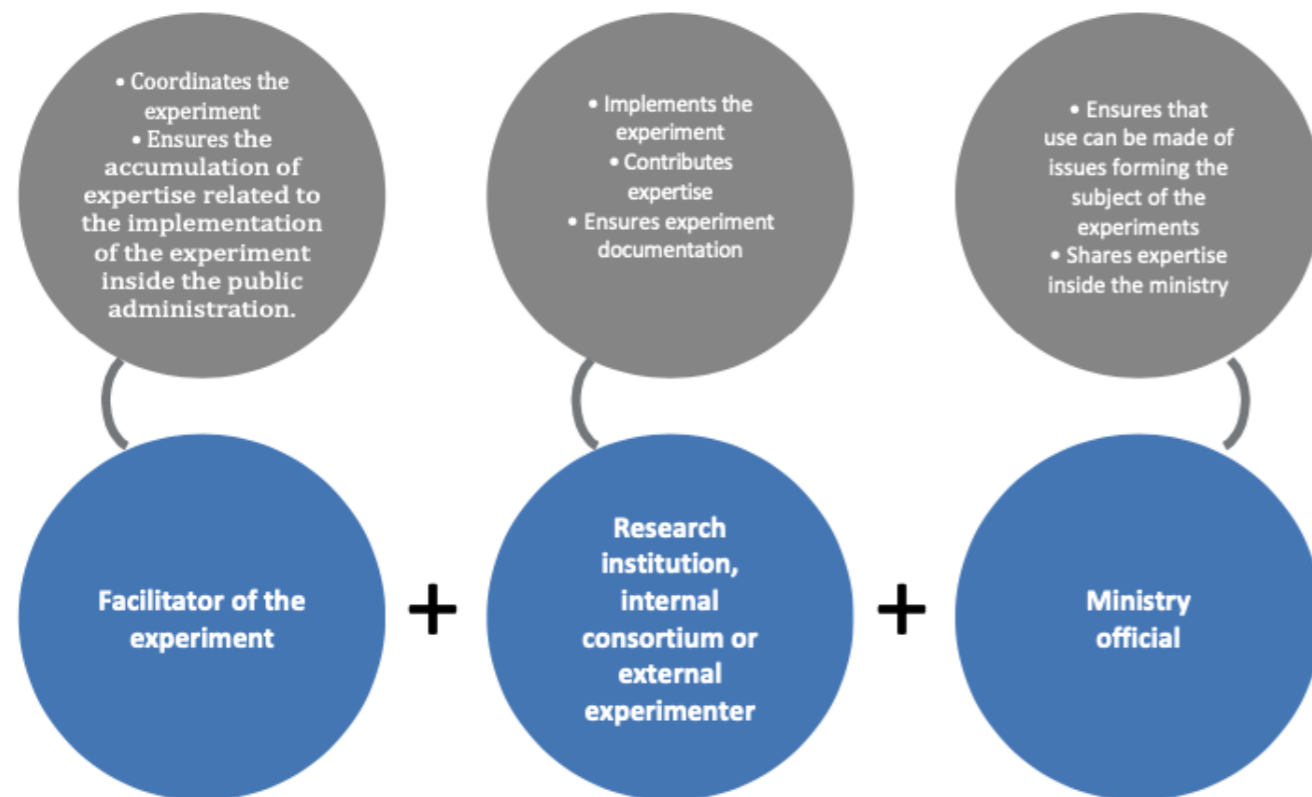 • Coordinates the
experiment
• Ensures the
accumulation of
expertise related to
the implementation
of the experiment
inside the public
administration.
• Implements the
experiment
• Contributes
expertise
• Ensures experiment
documentation
• Ensures that
use can be made of
issues forming the
subject of the
experiments
• Shares expertise
inside the ministry
Facilitator of the
experiment
+
Research
institution,
internal
consortium or
external
experimenter
+
Ministry
official